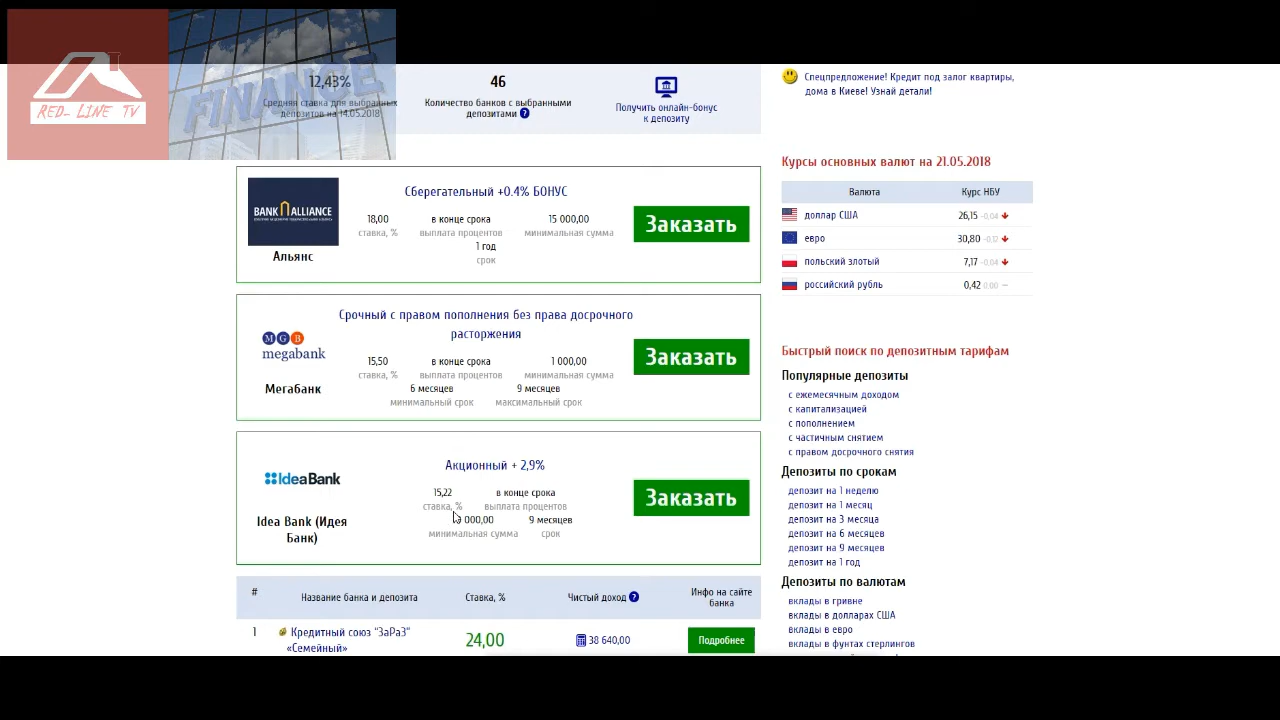 RED-LINE TV
FINANCE
12,43%
Средняя ставка для выбранных
депозитов на 14.05.2018
46
Количество банков с выбранными
депозитами ?
Получить онлайн-бонус
к депозиту
Спецпредложение! Кредит под залог квартиры,
дома в Киеве! Узнай детали!
BANK ALLIANCE
Альянс
Сберегательный +0.4% БОНУС
18,00 в конце срока 15 000,00
ставка, % выплата процентов минимальная сумма
1 год
срок
Заказать
MGB
megabank
Мегабанк
Срочный с правом пополнения без права досрочного
расторжения
15,50 в конце срока 1 000,00
ставка, % выплата процентов минимальная сумма
6 месяцев 9 месяцев
минимальный срок максимальный срок
Заказать
IdeaBank
Idea Bank (Идея
Банк)
Акционный + 2,9%
15,22 в конце срока
ставка, % выплата процентов
000,00 9 месяцев
минимальная сумма срок
Заказать
# Название банка и депозита Ставка, % Чистый доход ? Инфо на сайте
банка
1 Кредитный союз "ЗаРаЗ"
«Семейный»
24,00 38 640,00 Подробнее
Курсы основных валют на 21.05.2018
Валюта Курс НБУ
доллар США 26,15 -0,04
евро 30,80 -0,12
польский злотый 7,17 -0,04
российский рубль 0,42 0,00 —
Быстрый поиск по депозитным тарифам
Популярные депозиты
с ежемесячным доходом
с капитализацией
с пополнением
с частичным снятием
с правом досрочного снятия
Депозиты по срокам
депозит на 1 неделю
депозит на 1 месяц
депозит на 3 месяца
депозит на 6 месяцев
депозит на 9 месяцев
депозит на 1 год
Депозиты по валютам
вклады в гривне
вклады в долларах США
вклады в евро
вклады в фунтах стерлингов